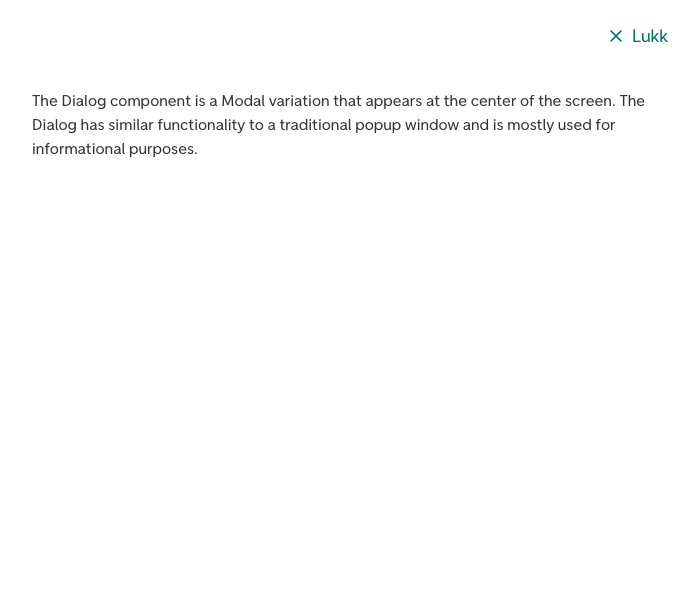 Lukk
The Dialog component is a Modal variation that appears at the center of the screen. The
Dialog has similar functionality to a traditional popup window and is mostly used for
informational purposes.